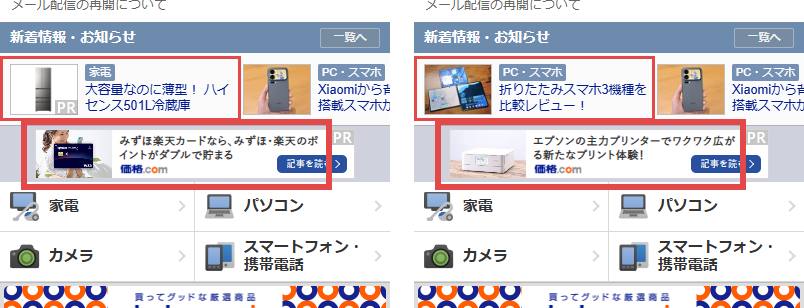 メール配信の再開について
新着情報・お知らせ
一覧へ
家電
大容量なのに薄型！ ハイ
センス501L冷蔵庫
PR
PC・スマホ
Xiaomiから
搭載スマホか
みずほ楽天カードなら、みずほ・楽天のポ
イントがダブルで貯まる
価格.com
記事を読む
PR
家電
パソコン
カメラ
スマートフォン・
携帯電話
買ってグッドな厳選商品
メール配信の再開について
新着情報・お知らせ
一覧へ
PC・スマホ
折りたたみスマホ3機種を
比較レビュー！
PC・スマホ
Xiaomiから
搭載スマホか
エプソンの主力プリンターでワクワク広が
る新たなプリント体験！
価格.com
記事を読む
PR
家電
パソコン
カメラ
スマートフォン・
携帯電話
買ってグッドな厳選商品